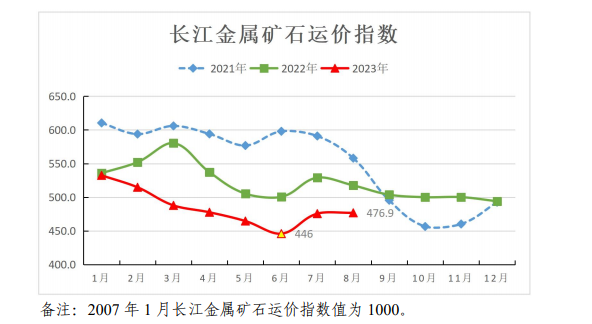 长江金属矿石运价指数
2021年 2022年 2023年
650.0
600.0
550.0
500.0
450.0
400.0
476.9
446
1月 2月 3月 4月 5月 6月 7月 8月 9月 10月 11月 12月
备注：2007 年 1 月长江金属矿石运价指数值为 1000。